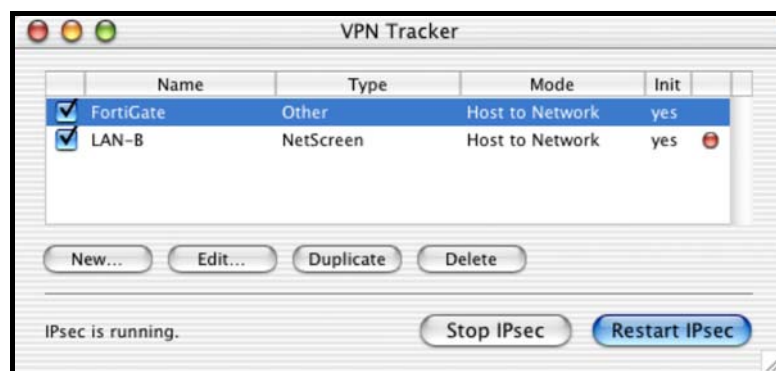 VPN Tracker
Name Type Mode Init
FortiGate Other Host to Network yes
LAN-B NetScreen Host to Network yes
New... Edit... Duplicate Delete
IPsec is running. Stop IPsec Restart IPsec